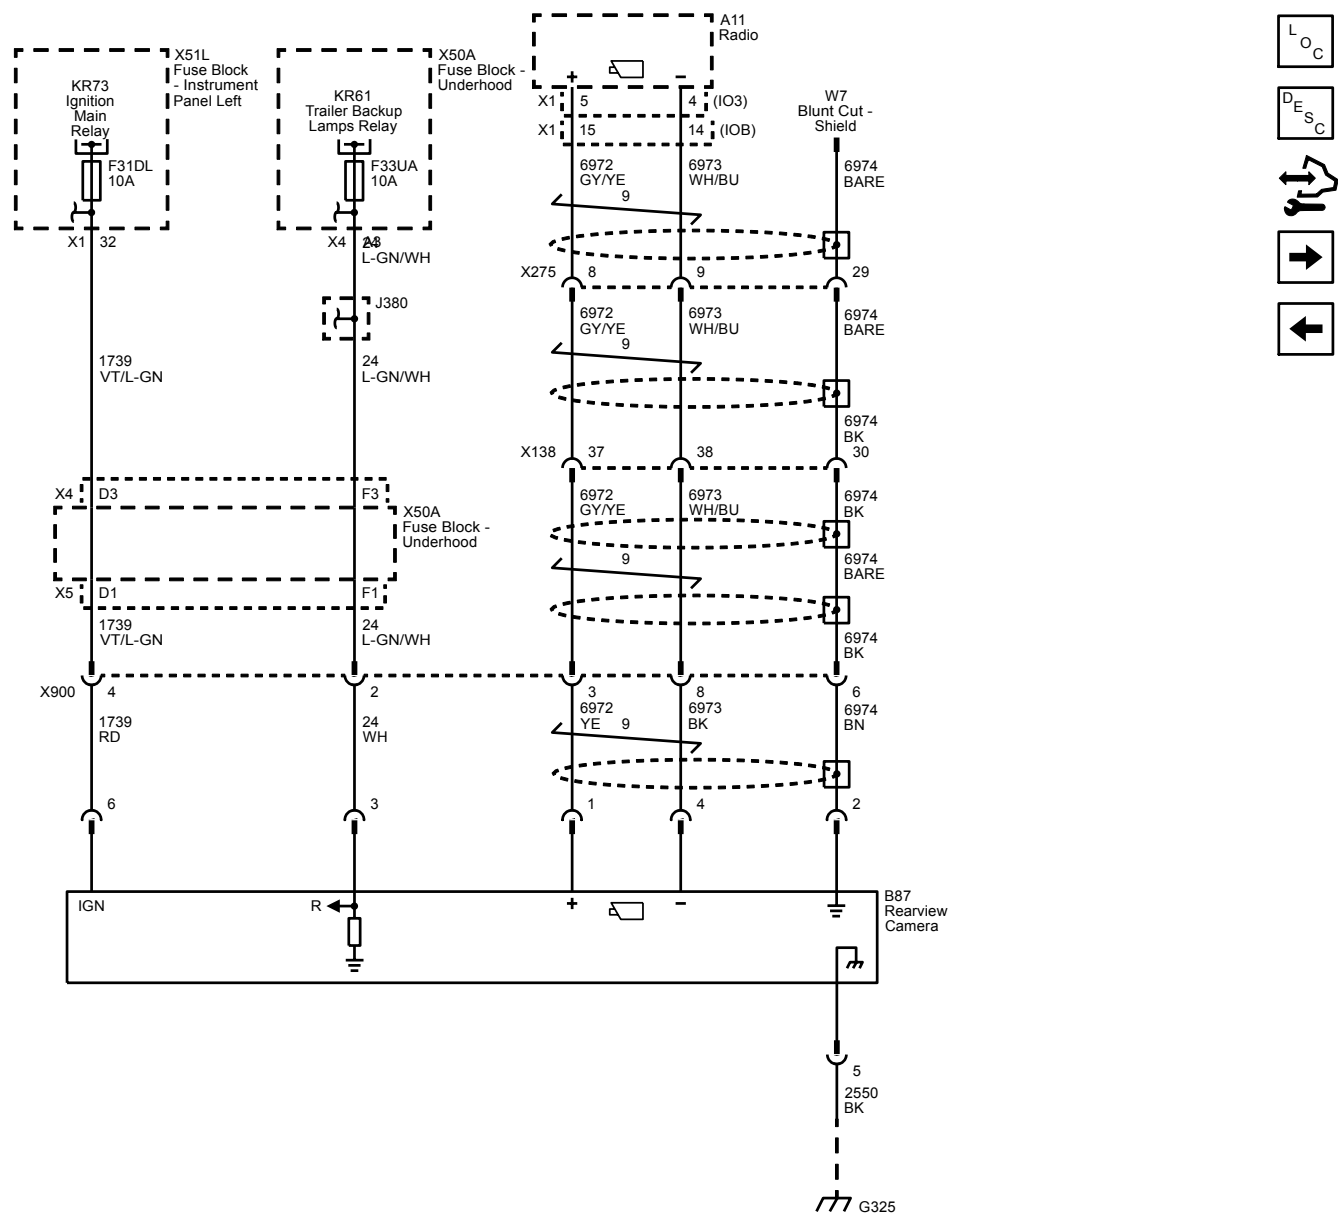 A11
Radio
X51L
Fuse Block
- Instrument
Panel Left
X50A
Fuse Block -
Underhood
L
O
C
KR73
Ignition
Main
Relay
KR61
Trailer Backup
Lamps Relay
+ −
W7
Blunt Cut -
Shield
D
E
S
C
X1 5 4 (IO3)
X1 15 14 (IOB)
F31DL
10A
F33UA
10A
6972
GY/YE
6973
WH/BU
6974
BARE
9
X1 32
X4 A3
24
L-GN/WH
X275 8 9 29
J380
6972
GY/YE
6973
WH/BU
6974
BARE
9
1739
VT/L-GN
24
L-GN/WH
6974
BK
X138 37 38 30
X4 D3 F3
6972
GY/YE
6973
WH/BU
6974
BK
X50A
Fuse Block -
Underhood
9
6974
BARE
X5 D1 F1
1739
VT/L-GN
24
L-GN/WH
6974
BK
X900 4 2 3 8 6
1739
RD
24
WH
6972
YE
9
6973
BK
6974
BN
6 3 1 4 2
IGN R + −
B87
Rearview
Camera
5
2550
BK
G325